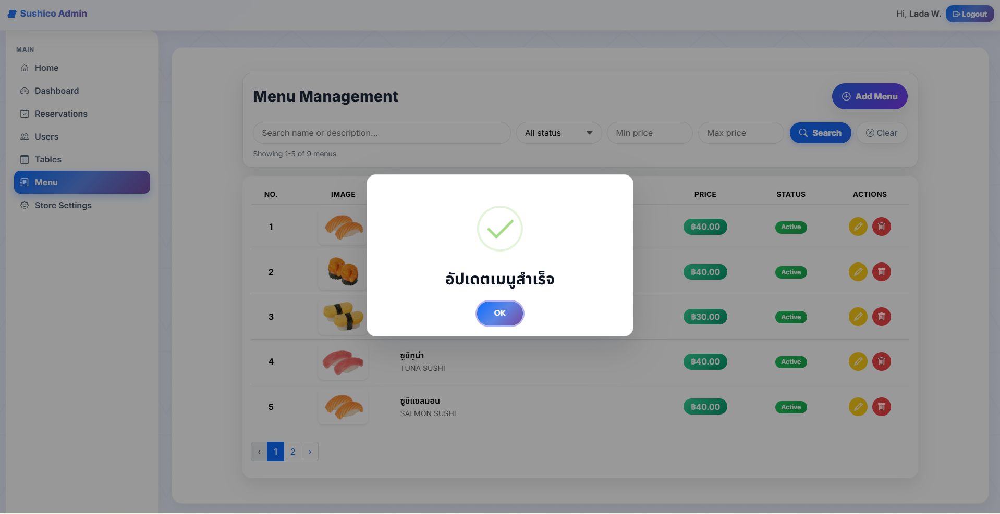 Sushico Admin
Hi, Lada W.
Logout
MAIN
Home
Dashboard
Reservations
Users
Tables
Menu
Store Settings
Menu Management
Add Menu
Search name or description...
All status
Min price
Max price
Search
Clear
Showing 1-5 of 9 menus
NO.
IMAGE
PRICE
STATUS
ACTIONS
1
฿40.00
Active
2
฿40.00
Active
3
฿30.00
Active
อัปเดตเมนูสำเร็จ
OK
4
ซูชิทูน่า
TUNA SUSHI
฿40.00
Active
5
ซูชิแซลมอน
SALMON SUSHI
฿40.00
Active
‹ 1 2 ›